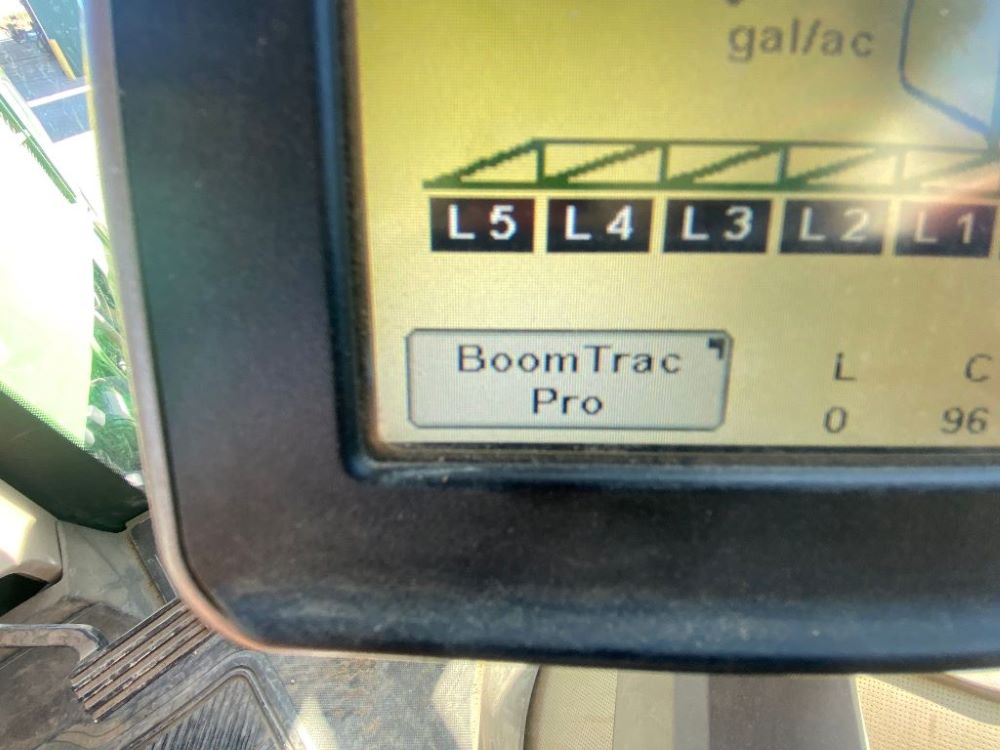 gal/ac
L5 L4 L3 L2 L1
BoomTrac
Pro
L C
0 96